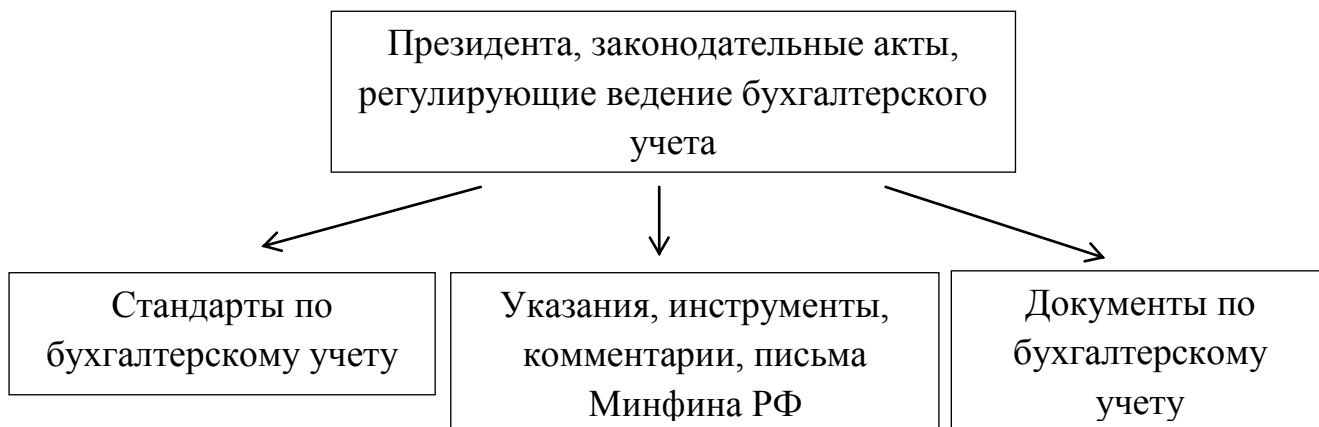 Президента, законодательные акты,
регулирующие ведение бухгалтерского
учета
Стандарты по
бухгалтерскому учету
Указания, инструменты,
комментарии, письма
Минфина РФ
Документы по
бухгалтерскому
учету